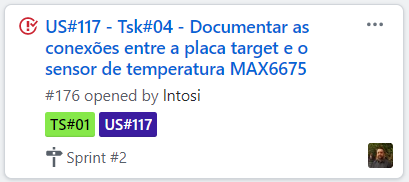 US#117 - Tsk#04 - Documentar as
conexões entre a placa target e o
sensor de temperatura MAX6675
#176 opened by Intosi
TS#01 US#117
Sprint #2